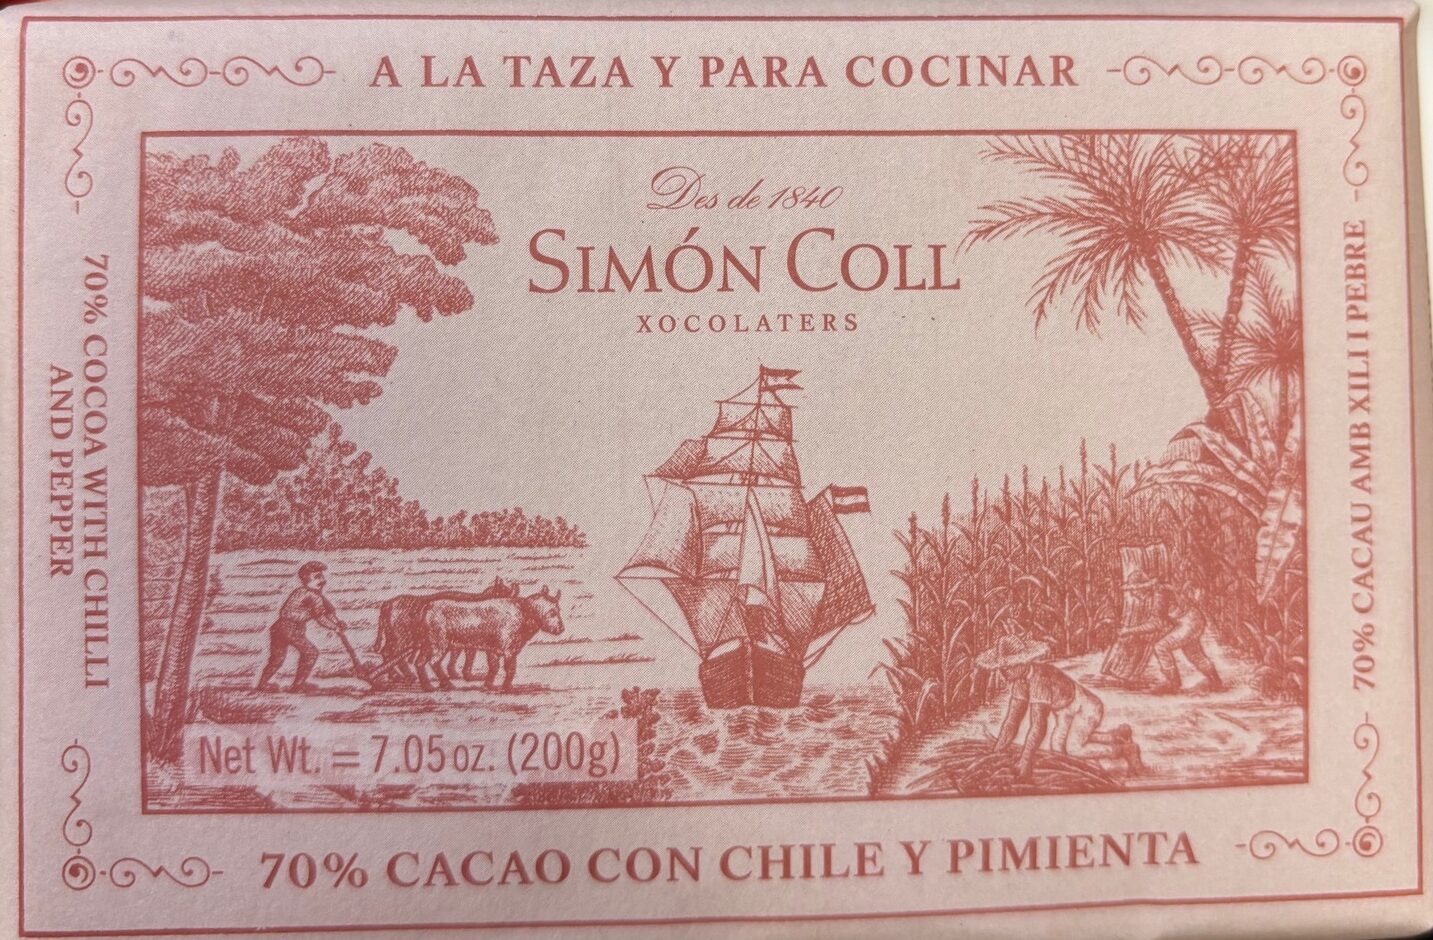 A LA TAZA Y PARA COCINAR
Des de 1840
SIMÓN COLL
XOCOLATERS
70% COCOA WITH CHILLI
AND PEPPER
70% CACAU AMB XILI I PEBRE
Net Wt. = 7.05 oz. (200g)
70% CACAO CON CHILE Y PIMIENTA